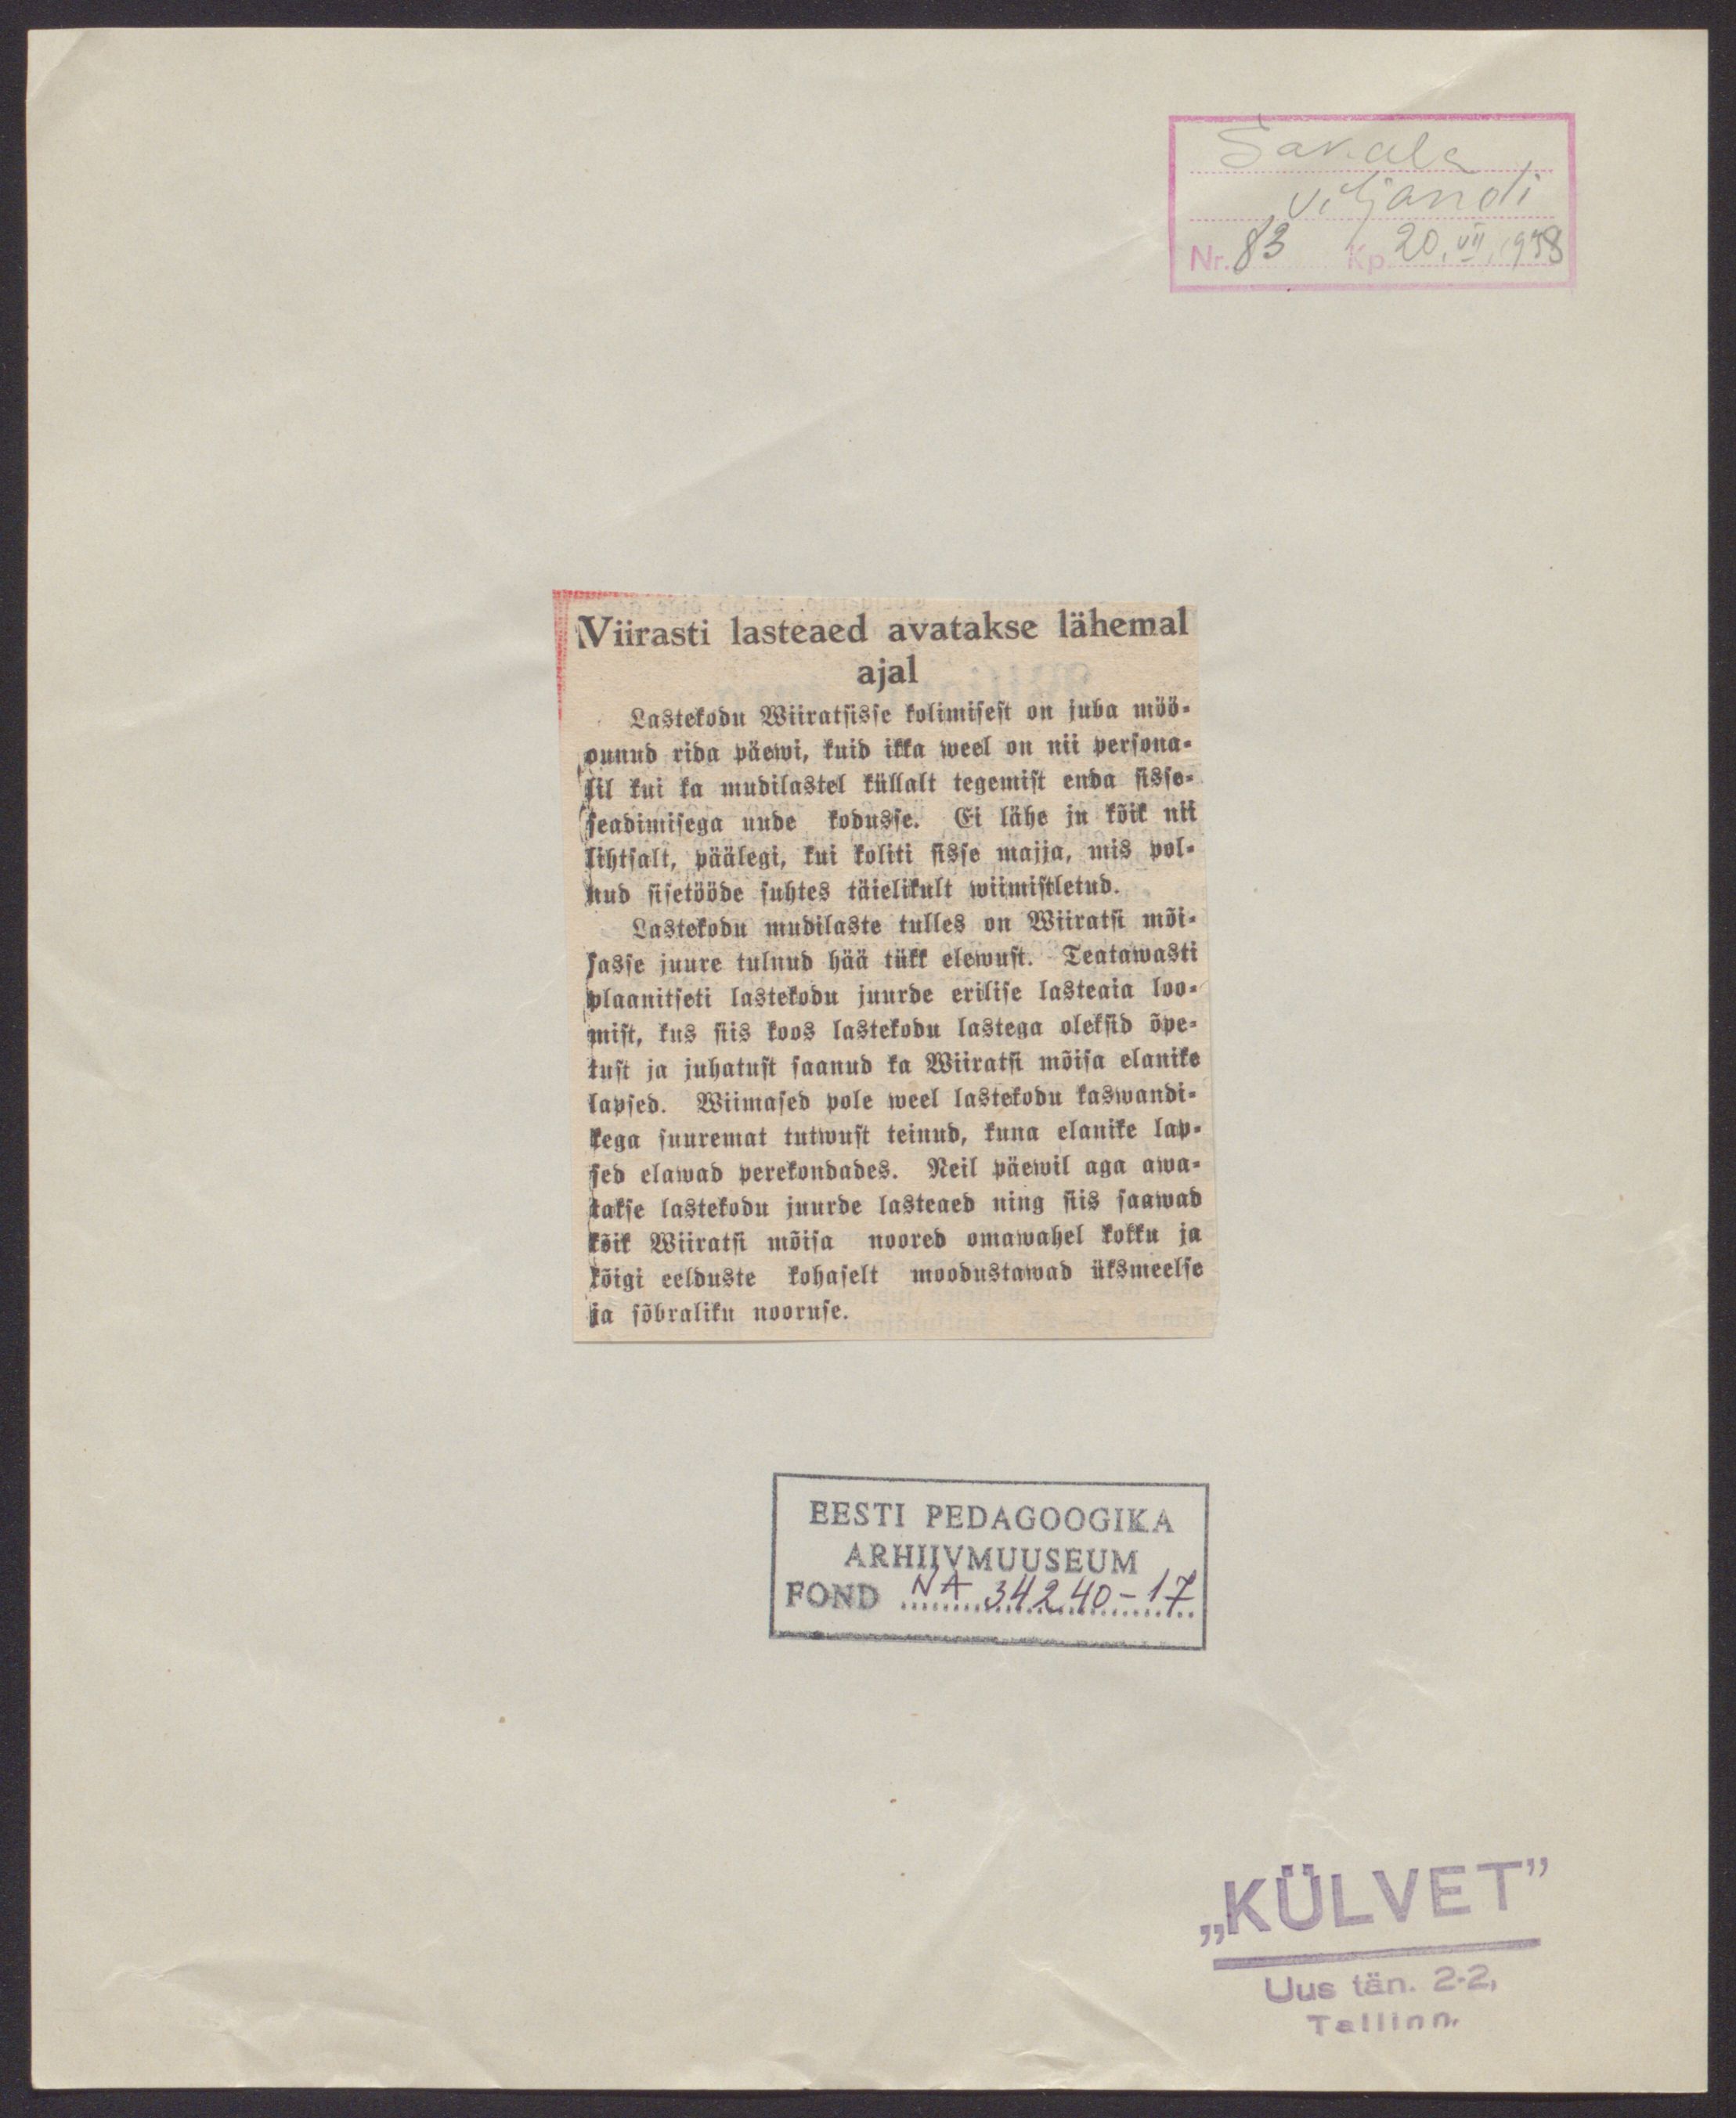 Sakala
Viljandi
Nr. 83 Kp. 20. VII. 1938
Viirasti lasteaed avatakse lähemal
ajal
Lastekodu Wiiratsisse kolimisest on juba möö-
dunud rida päewi, kuid ikka weel on nii persona-
lil kui ka mudilastel küllalt tegemist enda sisse-
seadimisega uude kodusse. Ei lähe ju kõik nii
lihtsalt, päälegi, kui koliti sisse majja, mis pol-
nud sisetööde suhtes täielikult wiimistletud.
Lastekodu mudilaste tulles on Wiiratsi mõi-
sasse juure tulnud hää tükk elewust. Teatawasti
plaanitseti lastekodu juurde erilise lasteaia loo-
mist, kus siis koos lastekodu lastega oleksid õpe-
tust ja juhatust saanud ka Wiiratsi mõisa elanike
lapsed. Wiimased pole weel lastekodu kaswandi-
kega suuremat tutwust teinud, kuna elanike lap-
sed elawad perekondades. Neil päewil aga awa-
takse lastekodu juurde lasteaed ning siis saawad
kõik Wiiratsi mõisa noored omawahel kokku ja
kõigi eelduste kohaselt moodustawad üksmeelse
ja sõbraliku nooruse.
EESTI PEDAGOOGIKA
ARHIIVMUUSEUM
FOND NA 34240-17
„KÜLVET”
Uus tän. 2-2,
Tallinn.